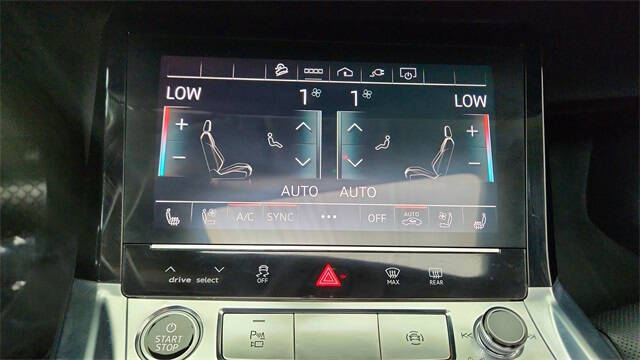 LOW 1 1 LOW
+ +
− −
AUTO AUTO
A/C SYNC ... OFF AUTO
drive select OFF MAX REAR
START
STOP